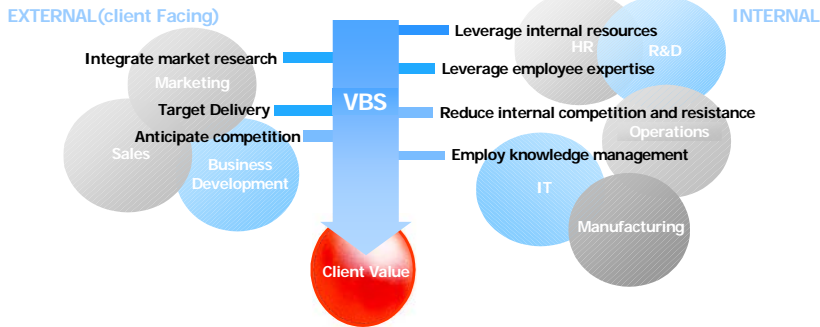 EXTERNAL(client Facing)
INTERNAL
Leverage internal resources
HR
R&D
Integrate market research
Leverage employee expertise
Marketing
VBS
Target Delivery
Reduce internal competition and resistance
Anticipate competition
Operations
Sales
Business
Development
Employ knowledge management
IT
Manufacturing
Client Value